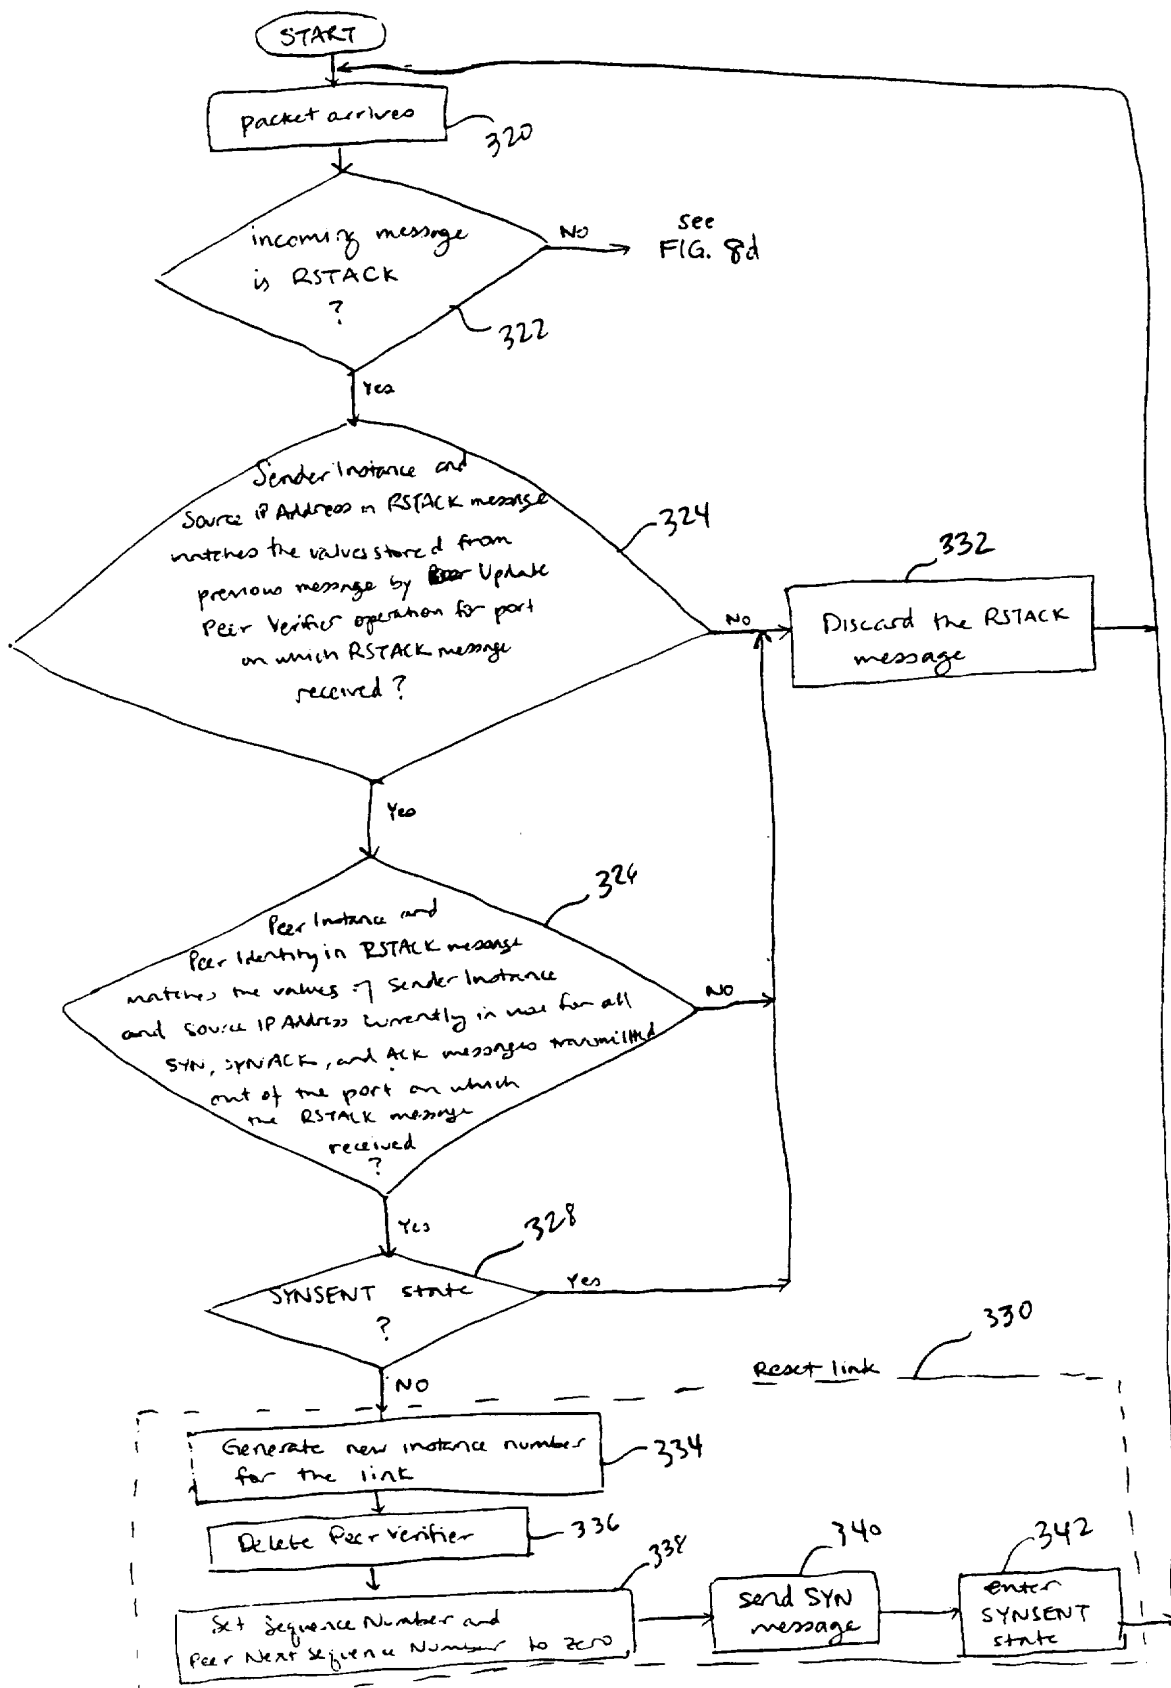 START
packet arrives
320
incoming message
is RSTACK
?
322
NO
see
FIG. 8d
Yes
Sender Instance and
Source IP Address in RSTACK message
matches the values stored from
previous message by Update
Peer Verifier operation for port
on which RSTACK message
received?
324
NO
332
Discard the RSTACK
message
Yes
Peer Instance and
Peer Identity in RSTACK message
matches the values of Sender Instance
and Source IP Address currently in use for all
SYN, SYNACK, and ACK messages transmitted
out of the port on which
the RSTACK message
received
?
326
NO
Yes
SYNSENT state
?
328
Yes
NO
Reset link
330
Generate new instance number
for the link
334
Delete Peer Verifier
336
Set Sequence Number and
Peer Next Sequence Number to zero
338
send SYN
message
340
enter
SYNSENT
state
342